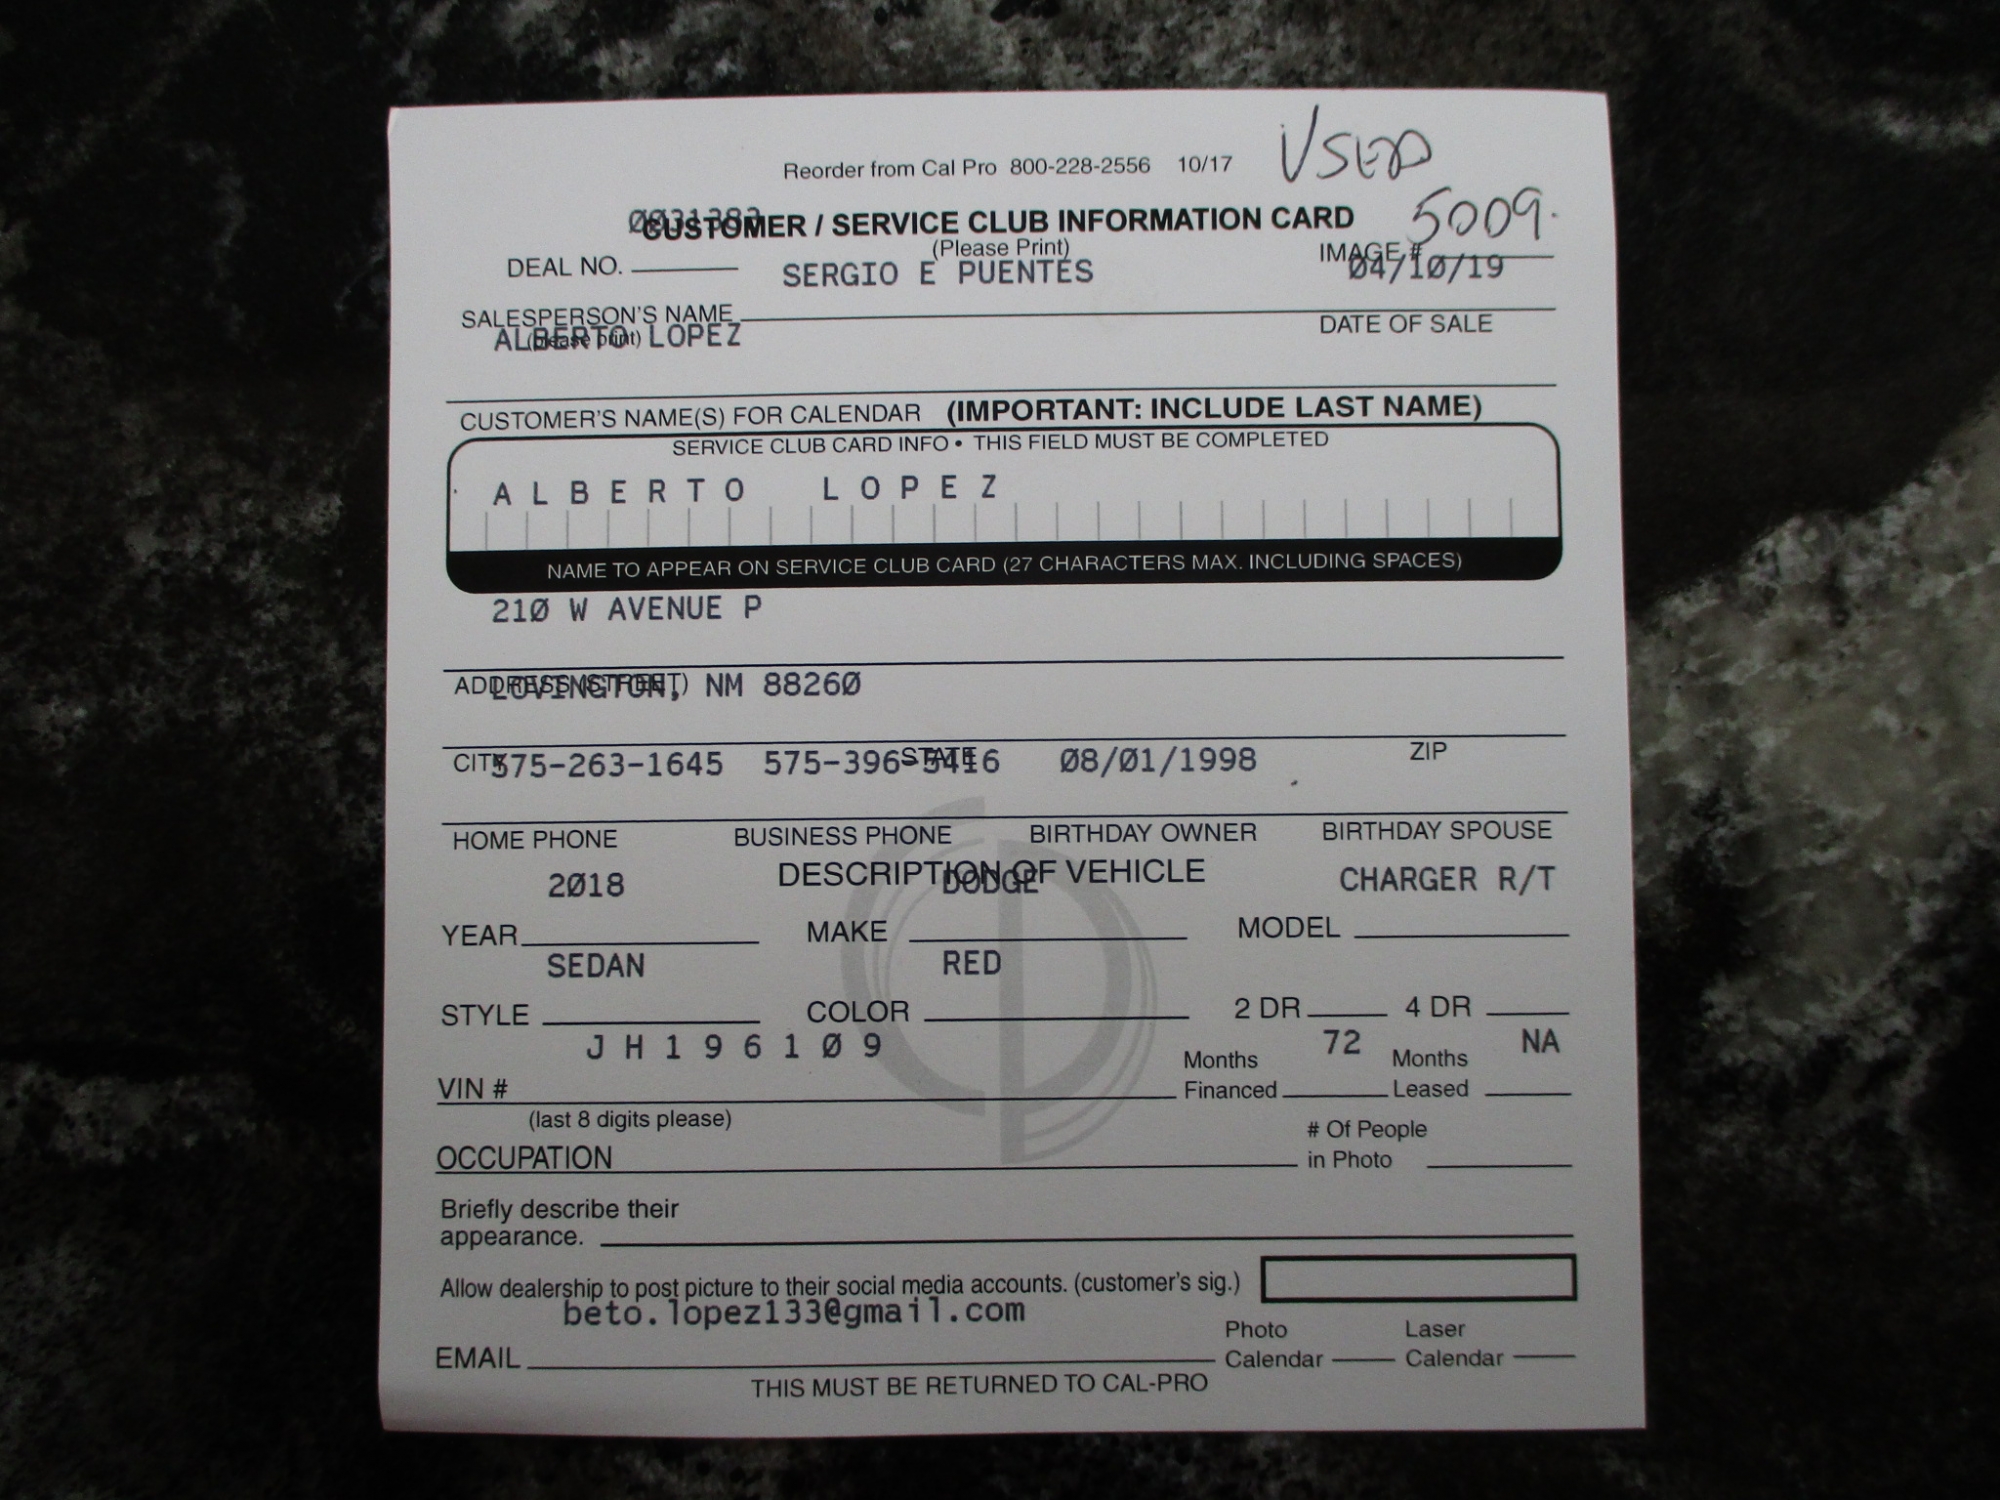 Reorder from Cal Pro 800-228-2556 10/17 USED
CUSTOMER / SERVICE CLUB INFORMATION CARD 5009.
(Please Print)
DEAL NO. SERGIO E PUENTES IMAGE #
04/10/19
SALESPERSON'S NAME DATE OF SALE
(please print) ALBERTO LOPEZ
CUSTOMER'S NAME(S) FOR CALENDAR (IMPORTANT: INCLUDE LAST NAME)
SERVICE CLUB CARD INFO • THIS FIELD MUST BE COMPLETED
ALBERTO LOPEZ
NAME TO APPEAR ON SERVICE CLUB CARD (27 CHARACTERS MAX. INCLUDING SPACES)
210 W AVENUE P
ADDRESS (STREET) LOVINGTON, NM 88260
CITY STATE ZIP
575-263-1645 575-396-5416 08/01/1998
HOME PHONE BUSINESS PHONE BIRTHDAY OWNER BIRTHDAY SPOUSE
DESCRIPTION OF VEHICLE
2018 DODGE CHARGER R/T
YEAR MAKE MODEL
SEDAN RED
STYLE COLOR 2 DR 4 DR
JH196109 72 NA
VIN # Months Financed Months Leased
(last 8 digits please)
OCCUPATION # Of People in Photo
Briefly describe their
appearance.
Allow dealership to post picture to their social media accounts. (customer's sig.)
beto.lopez133@gmail.com
EMAIL Photo Calendar Laser Calendar
THIS MUST BE RETURNED TO CAL-PRO